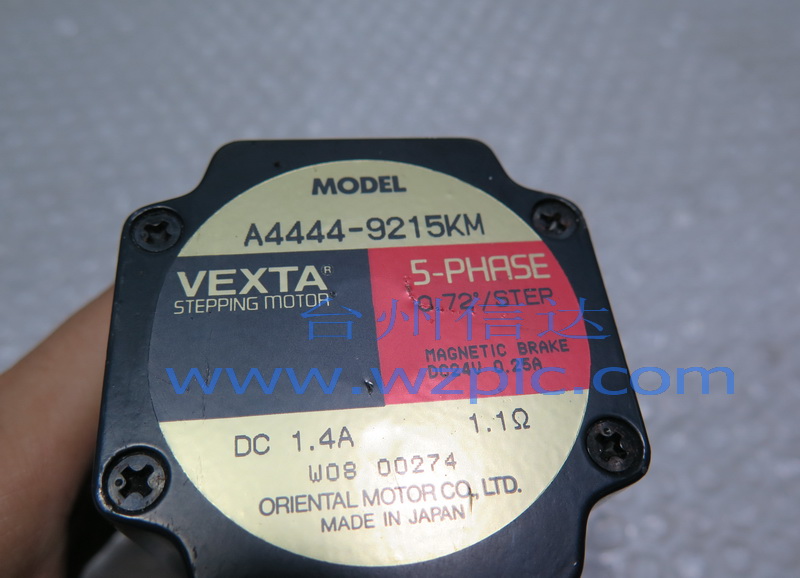 MODEL
A4444-9215KM
VEXTA®
STEPPING MOTOR
5-PHASE
0.72°/STEP
MAGNETIC BRAKE
DC24V 0.25A
台州信达
www.wzpic.com
DC 1.4A
1.1Ω
W08 00274
ORIENTAL MOTOR CO., LTD.
MADE IN JAPAN